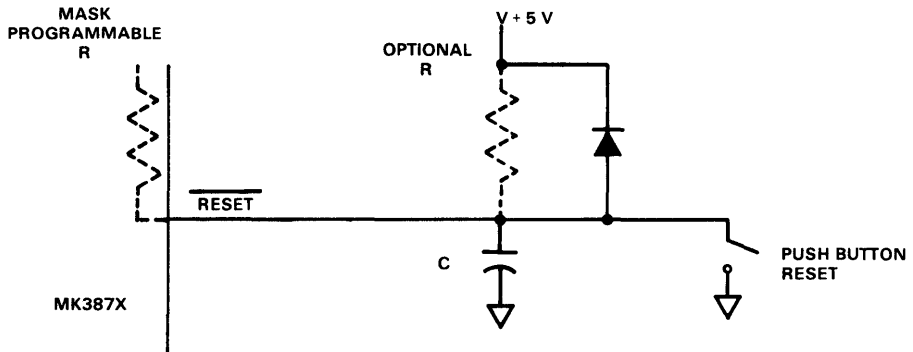 MASK
PROGRAMMABLE
R
V + 5 V
OPTIONAL
R
RESET
C
PUSH BUTTON
RESET
MK387X